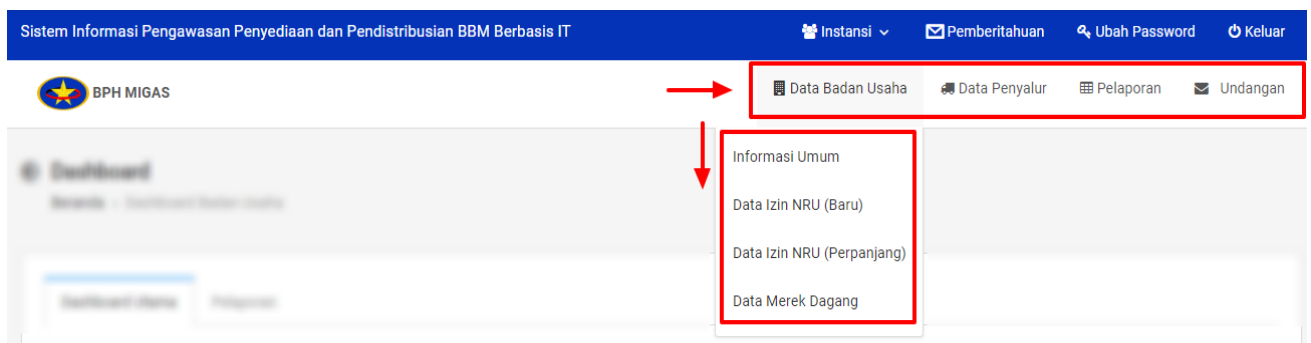 Sistem Informasi Pengawasan Penyediaan dan Pendistribusian BBM Berbasis IT Instansi Pemberitahuan Ubah Password Keluar
BPH MIGAS Data Badan Usaha Data Penyalur Pelaporan Undangan
Informasi Umum
Dashboard
Data Izin NRU (Baru)
Data Izin NRU (Perpanjang)
Data Merek Dagang